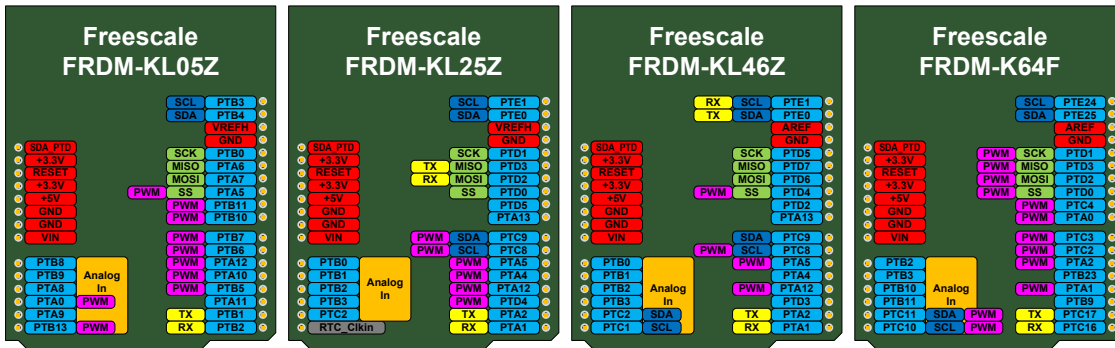 Freescale
FRDM-KL05Z
SDA_PTD
+3.3V
RESET
+3.3V
+5V
GND
GND
VIN
PTB8
PTB9
Analog
PTA8
In
PTA0 PWM
PTA9
PTB13 PWM
SCL PTB3
SDA PTB4
VREFH
GND
SCK PTB0
MISO PTA6
MOSI PTA7
PWM SS PTA5
PWM PTB11
PWM PTB10
PWM PTB7
PWM PTB6
PWM PTA12
PWM PTA10
PWM PTB5
PTA11
TX PTB1
RX PTB2
Freescale
FRDM-KL25Z
SDA_PTD
+3.3V
RESET
+3.3V
+5V
GND
GND
VIN
PTB0
PTB1
Analog
PTB2
In
PTB3
PTC2
RTC_Clkin
SCL PTE1
SDA PTE0
VREFH
GND
SCK PTD1
TX MISO PTD3
RX MOSI PTD2
SS PTD0
PTD5
PTA13
PWM SDA PTC9
PWM SCL PTC8
PWM PTA5
PWM PTA4
PWM PTA12
PWM PTD4
TX PTA2
RX PTA1
Freescale
FRDM-KL46Z
SDA_PTD
+3.3V
RESET
+3.3V
+5V
GND
GND
VIN
PTB0
PTB1
Analog
PTB2
In
PTB3
PTC2 SDA
PTC1 SCL
RX SCL PTE1
TX SDA PTE0
AREF
GND
SCK PTD5
MISO PTD7
MOSI PTD6
PWM SS PTD4
PTD2
PTA13
SDA PTC9
PWM SCL PTC8
PWM PTA5
PTA4
PWM PTA12
PTD3
TX PTA2
RX PTA1
Freescale
FRDM-K64F
SDA_PTD
+3.3V
RESET
+3.3V
+5V
GND
GND
VIN
PTB2
PTB3
Analog
PTB10
In
PTB11
PTC11 SDA PWM
PTC10 SCL PWM
SCL PTE24
SDA PTE25
AREF
GND
PWM SCK PTD1
PWM MISO PTD3
PWM MOSI PTD2
PWM SS PTD0
PWM PTC4
PWM PTA0
PWM PTC3
PWM PTC2
PWM PTA2
PTB23
PWM PTA1
PTB9
TX PTC17
RX PTC16